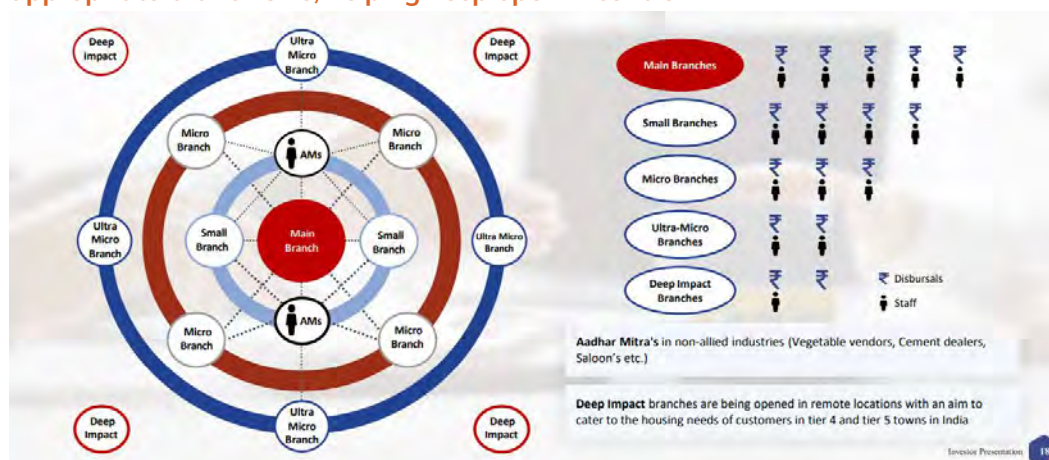 Deep
Impact
Ultra
Micro
Branch
Deep
Impact
Micro
Branch
AMs
Micro
Branch
Ultra
Micro
Branch
Small
Branch
Main
Branch
Small
Branch
Ultra Micro
Branch
AMs
Micro
Branch
Micro
Branch
Deep
Impact
Ultra
Micro
Branch
Deep
Impact
Main Branches
₹ ₹ ₹ ₹ ₹
Small Branches
₹ ₹ ₹ ₹
Micro Branches
₹ ₹ ₹
Ultra-Micro
Branches
₹ ₹
Deep Impact
Branches
₹ ₹
₹ Disbursals
Staff
Aadhar Mitra's in non-allied industries (Vegetable vendors, Cement dealers,
Saloon's etc.)
Deep Impact branches are being opened in remote locations with an aim to
cater to the housing needs of customers in tier 4 and tier 5 towns in India
Investor Presentation 18